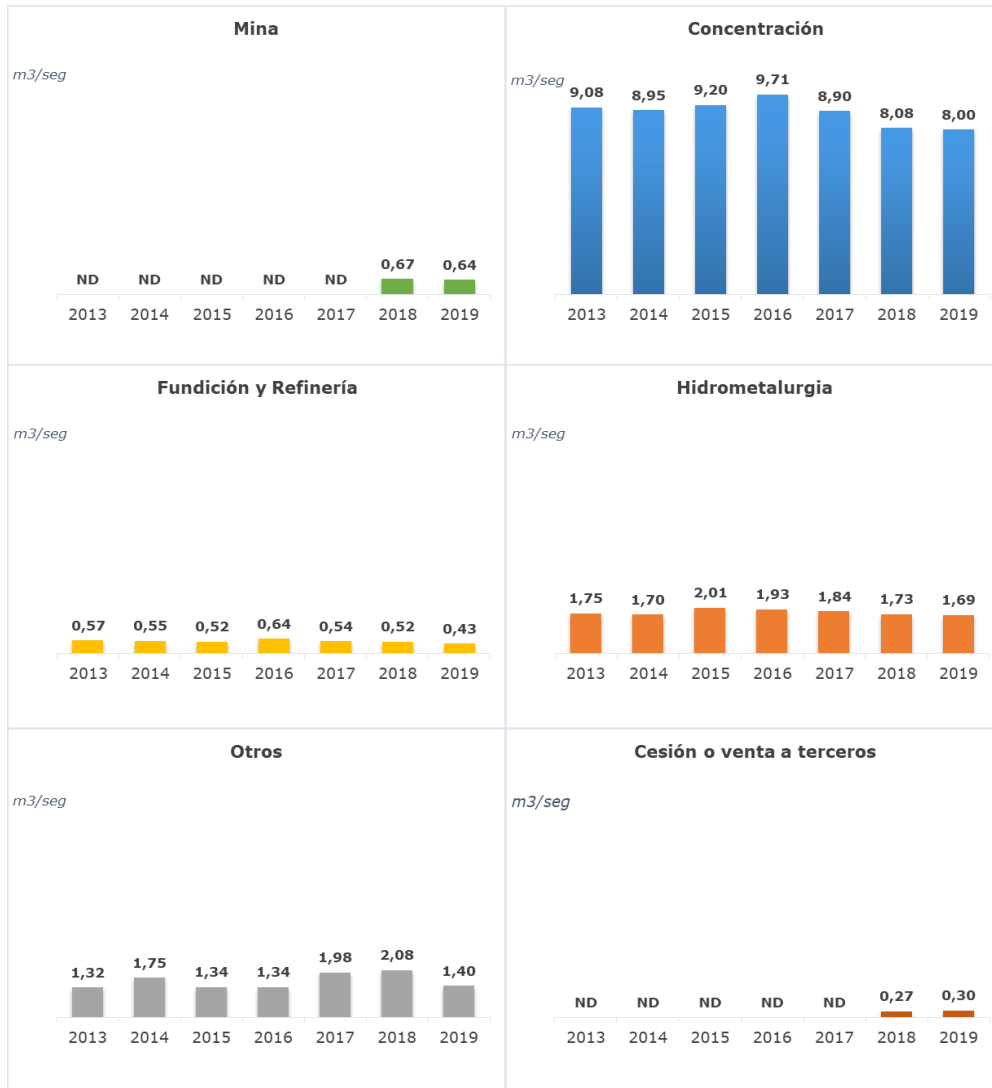 Mina
m3/seg
ND ND ND ND ND 0,67 0,64
2013 2014 2015 2016 2017 2018 2019
Concentración
m3/seg
9,08 8,95 9,20 9,71 8,90 8,08 8,00
2013 2014 2015 2016 2017 2018 2019
Fundición y Refinería
m3/seg
0,57 0,55 0,52 0,64 0,54 0,52 0,43
2013 2014 2015 2016 2017 2018 2019
Hidrometalurgia
m3/seg
1,75 1,70 2,01 1,93 1,84 1,73 1,69
2013 2014 2015 2016 2017 2018 2019
Otros
m3/seg
1,32 1,75 1,34 1,34 1,98 2,08 1,40
2013 2014 2015 2016 2017 2018 2019
Cesión o venta a terceros
m3/seg
ND ND ND ND ND 0,27 0,30
2013 2014 2015 2016 2017 2018 2019